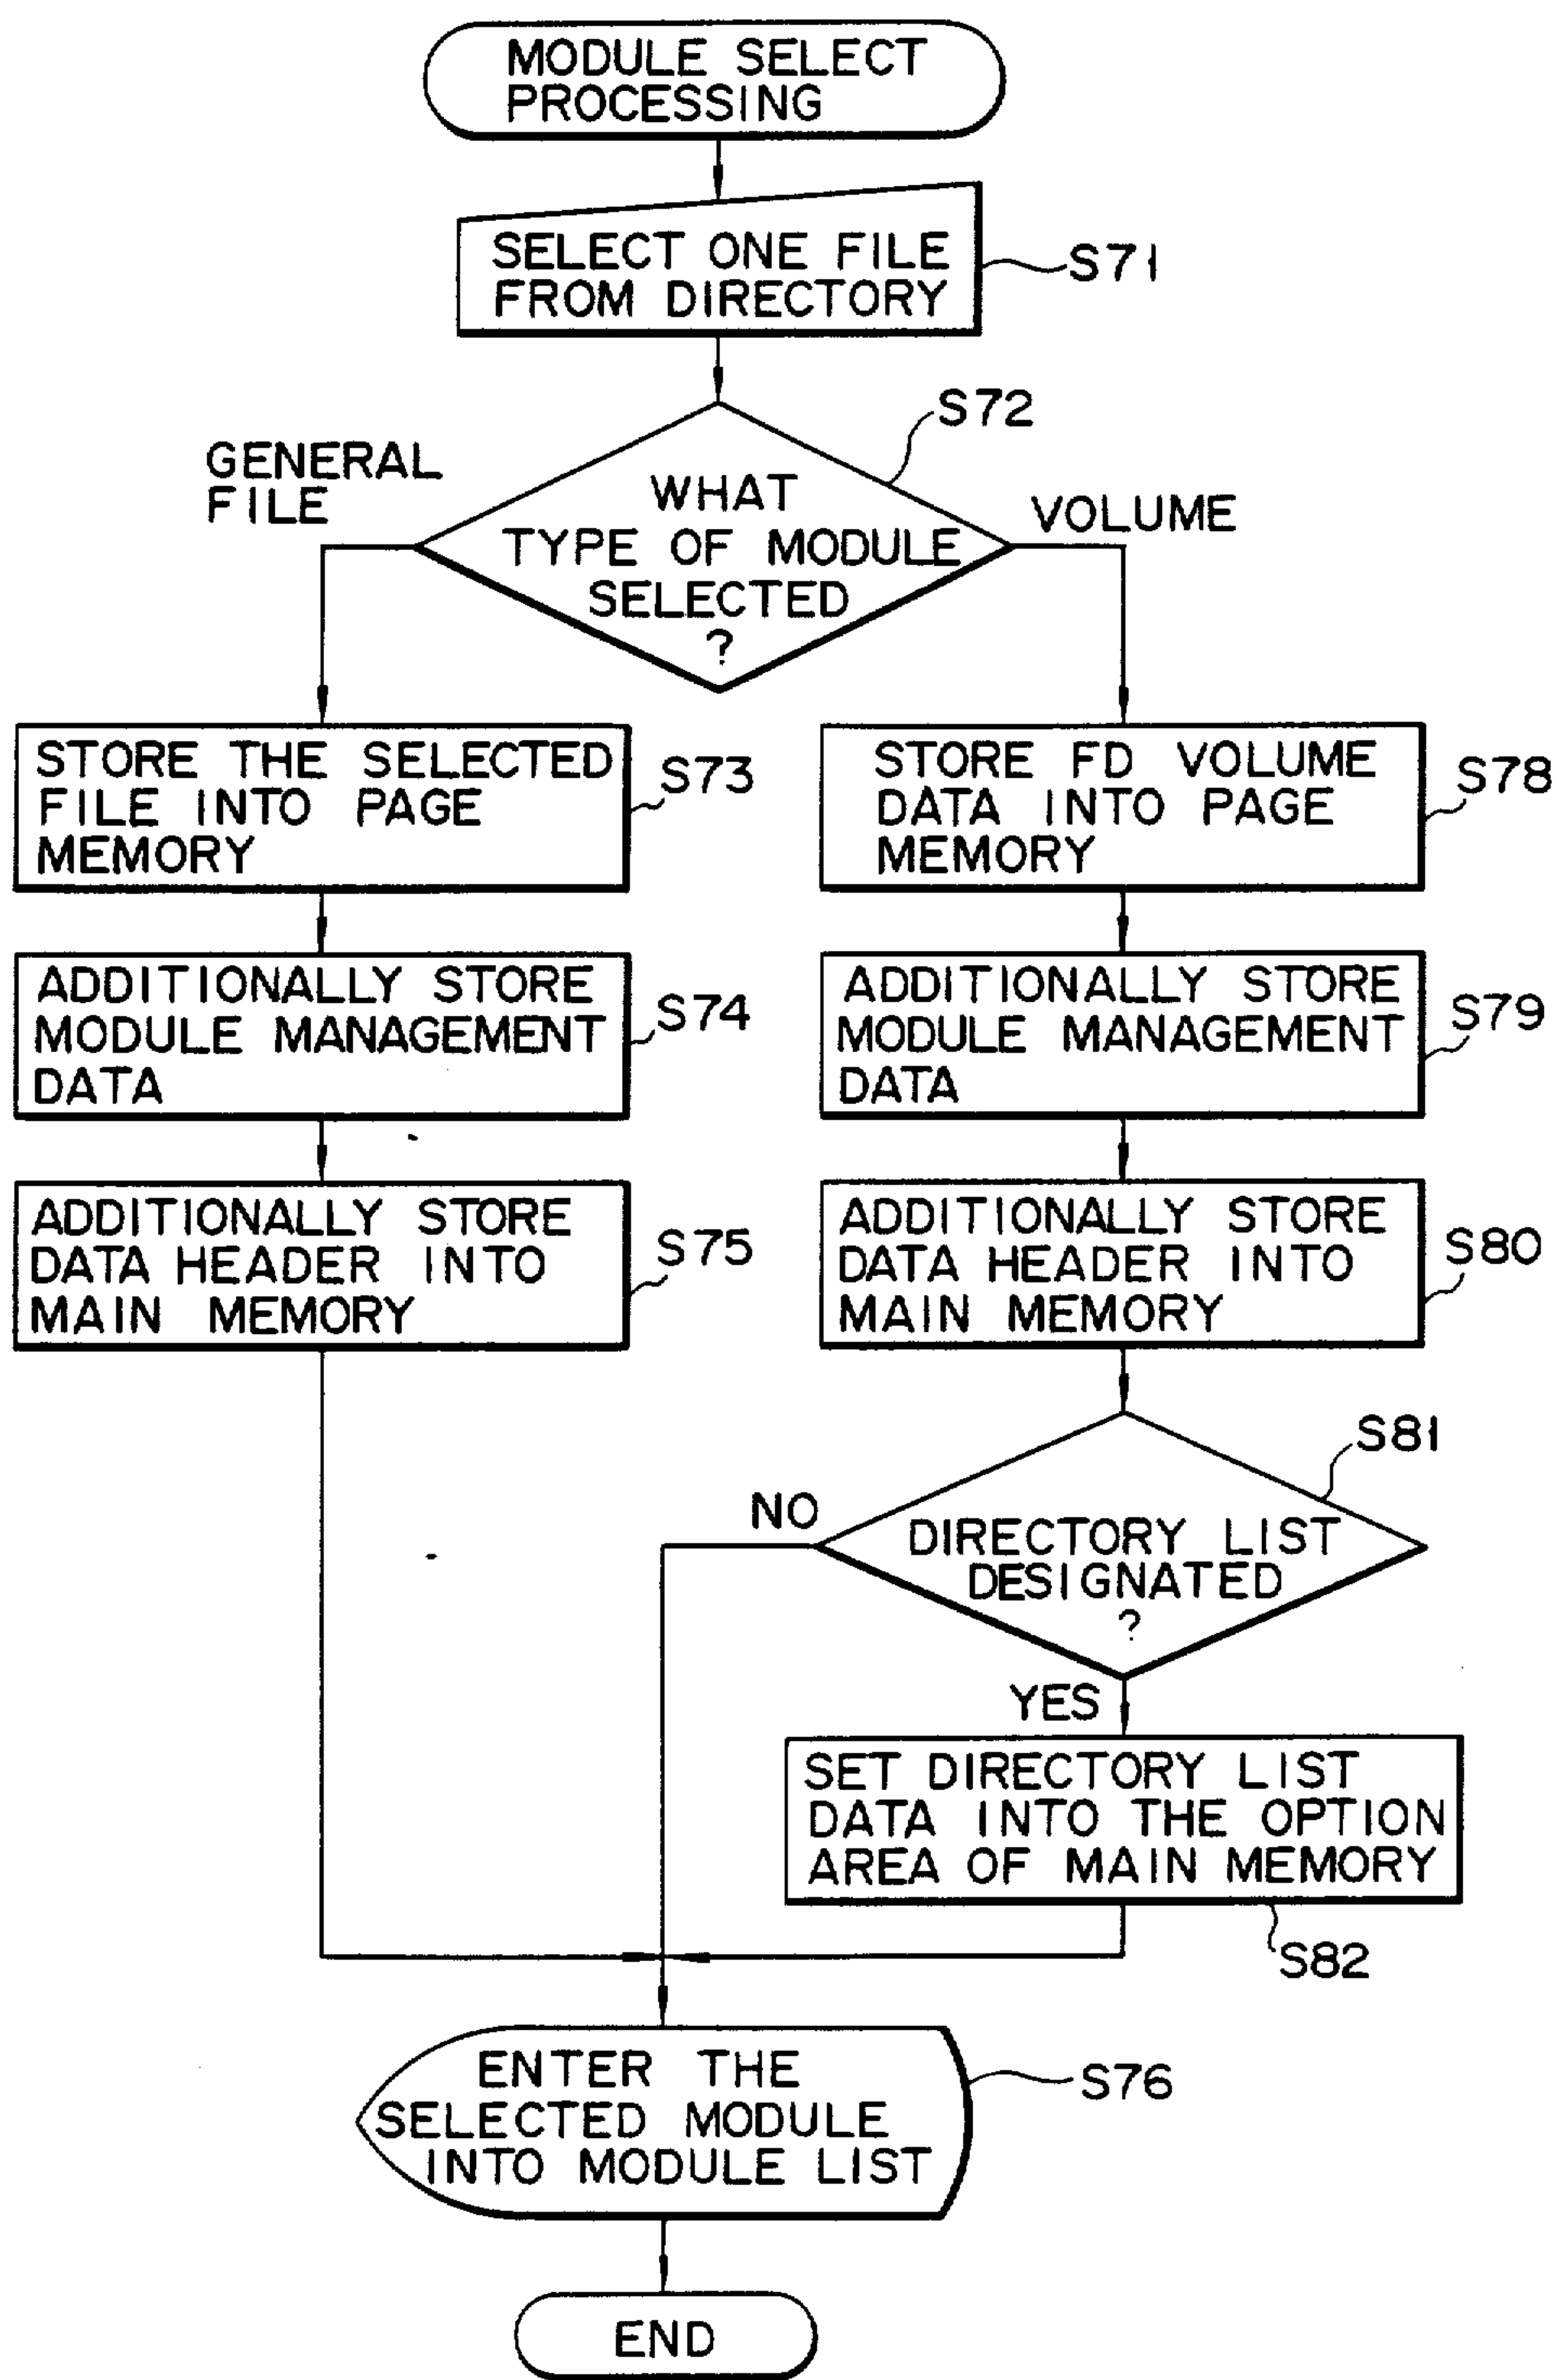 MODULE SELECT
PROCESSING
SELECT ONE FILE
FROM DIRECTORY
S71
S72
GENERAL
FILE
WHAT
TYPE OF MODULE
SELECTED
?
VOLUME
STORE THE SELECTED
FILE INTO PAGE
MEMORY
S73
STORE FD VOLUME
DATA INTO PAGE
MEMORY
S78
ADDITIONALLY STORE
MODULE MANAGEMENT
DATA
S74
ADDITIONALLY STORE
MODULE MANAGEMENT
DATA
S79
ADDITIONALLY STORE
DATA HEADER INTO
MAIN MEMORY
S75
ADDITIONALLY STORE
DATA HEADER INTO
MAIN MEMORY
S80
S81
NO
DIRECTORY LIST
DESIGNATED
?
YES
SET DIRECTORY LIST
DATA INTO THE OPTION
AREA OF MAIN MEMORY
S82
ENTER THE
SELECTED MODULE
INTO MODULE LIST
S76
END